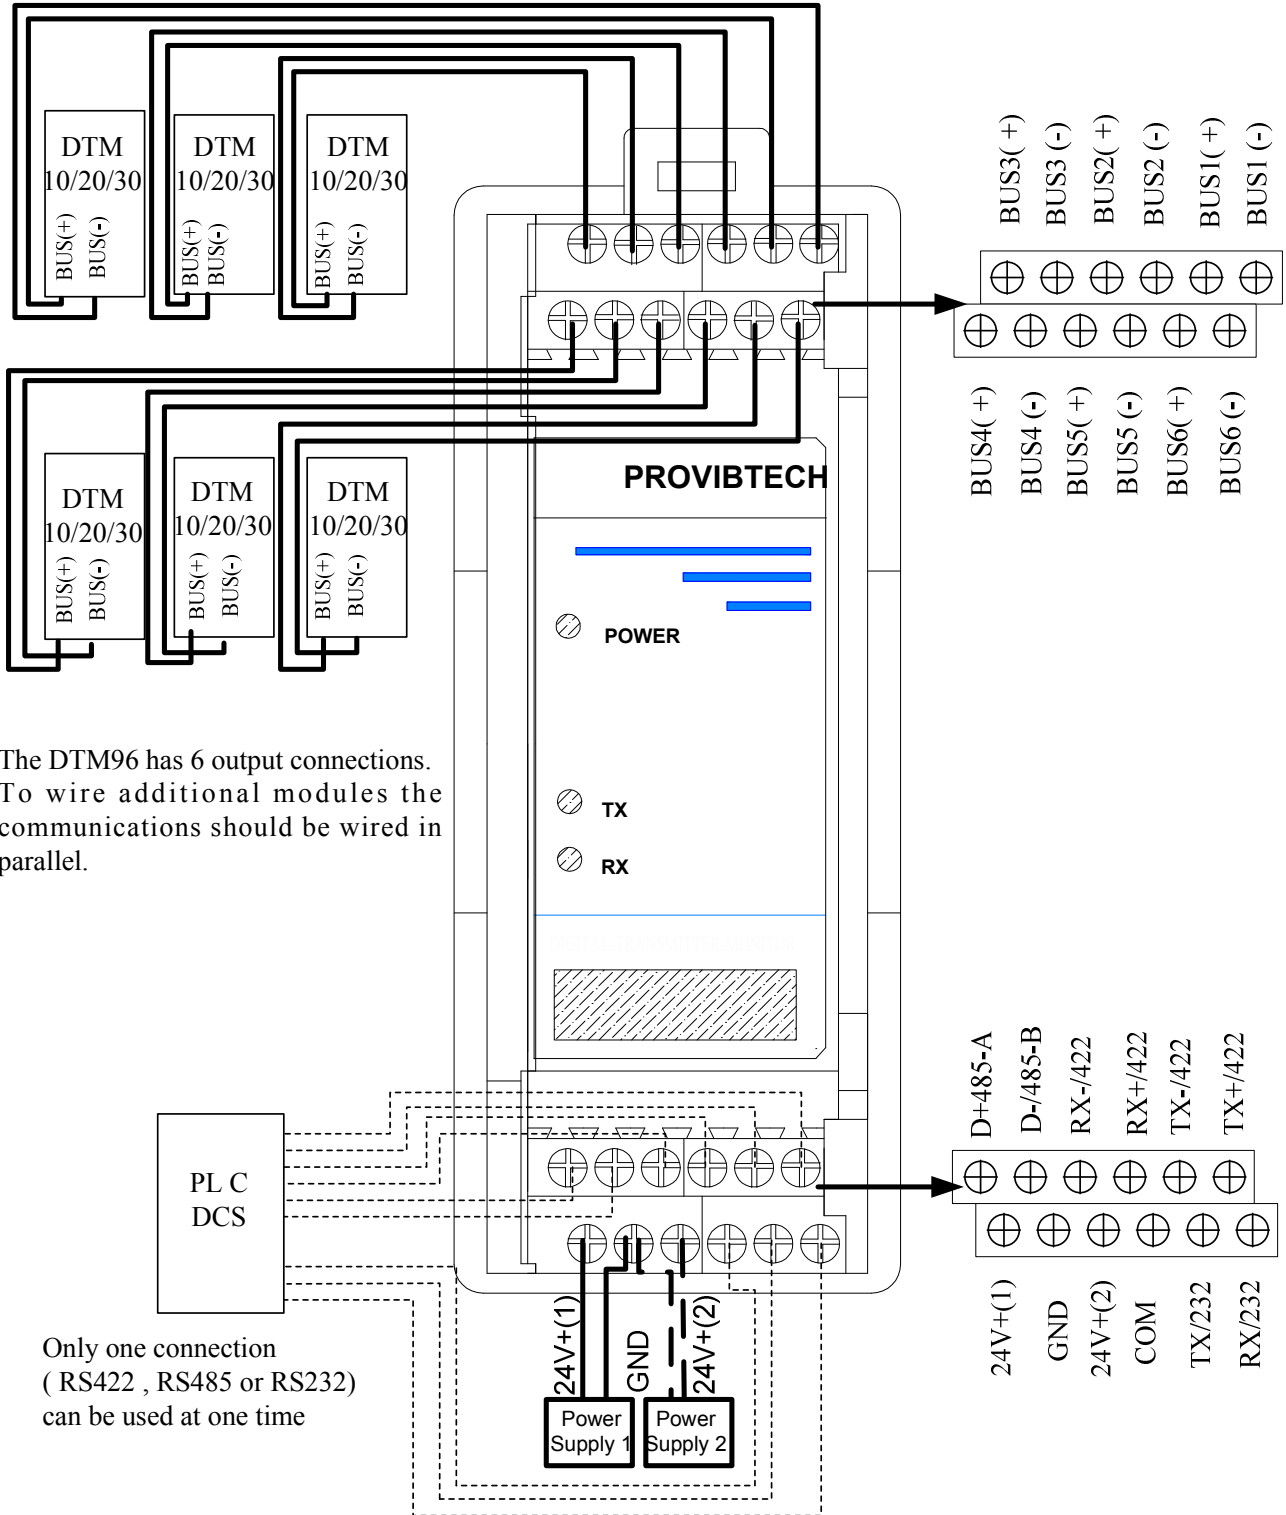 DTM
10/20/30
BUS(+)
BUS(-)
DTM
10/20/30
BUS(+)
BUS(-)
DTM
10/20/30
BUS(+)
BUS(-)
BUS3( +)
BUS3 (-)
BUS2( +)
BUS2 (-)
BUS1( +)
BUS1 (-)
BUS4( +)
BUS4 (-)
BUS5( +)
BUS5 (-)
BUS6( +)
BUS6 (-)
DTM
10/20/30
BUS(+)
BUS(-)
DTM
10/20/30
BUS(+)
BUS(-)
DTM
10/20/30
BUS(+)
BUS(-)
PROVIBTECH
POWER
TX
RX
The DTM96 has 6 output connections.
To wire additional modules the
communications should be wired in
parallel.
PL C
DCS
Only one connection
( RS422 , RS485 or RS232)
can be used at one time
24V+(1)
GND
24V+(2)
Power
Supply 1
Power
Supply 2
D+485-A
D-/485-B
RX-/422
RX+/422
TX-/422
TX+/422
24V+(1)
GND
24V+(2)
COM
TX/232
RX/232